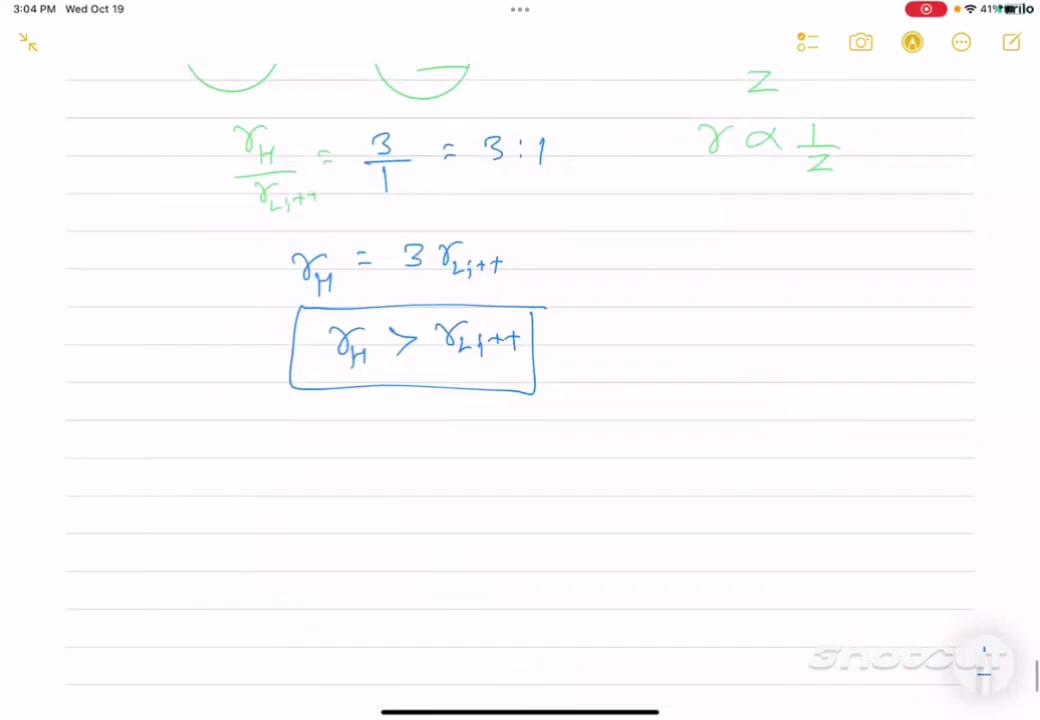 3:04 PM Wed Oct 19
41%
Z
r_H / r_Li++ = 3/1 = 3 : 1
r ∝ 1/Z
r_H = 3 r_Li++
r_H > r_Li++
Shotcut